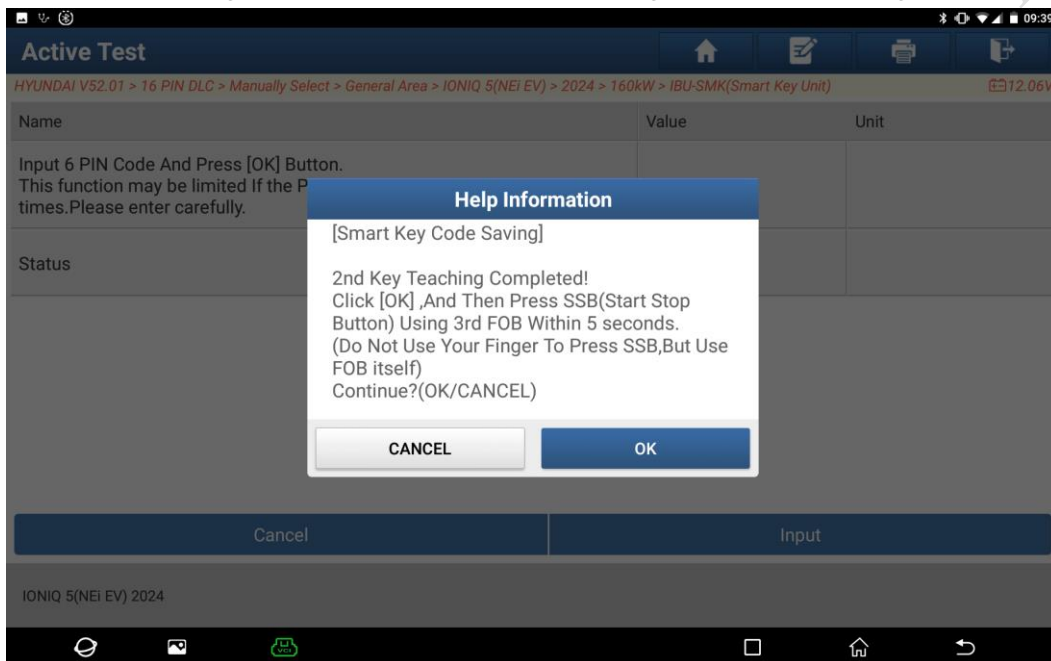 09:39
Active Test
HYUNDAI V52.01 > 16 PIN DLC > Manually Select > General Area > IONIQ 5(NEi EV) > 2024 > 160kW > IBU-SMK(Smart Key Unit)
12.06V
Name
Value
Unit
Input 6 PIN Code And Press [OK] Button.
This function may be limited If the
times.Please enter carefully.
Status
Help Information
[Smart Key Code Saving]
2nd Key Teaching Completed!
Click [OK] ,And Then Press SSB(Start Stop
Button) Using 3rd FOB Within 5 seconds.
(Do Not Use Your Finger To Press SSB,But Use
FOB itself)
Continue?(OK/CANCEL)
CANCEL
OK
Cancel
Input
IONIQ 5(NEi EV) 2024
VCI